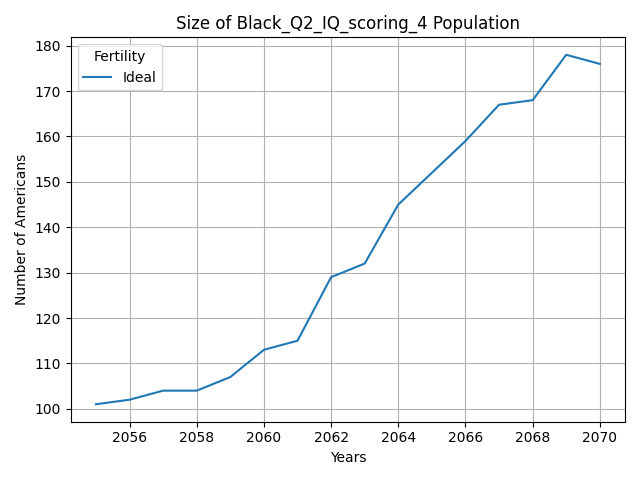 Size of Black_Q2_IQ_scoring_4 Population
Fertility
Ideal
Number of Americans
180
170
160
150
140
130
120
110
100
2056 2058 2060 2062 2064 2066 2068 2070
Years